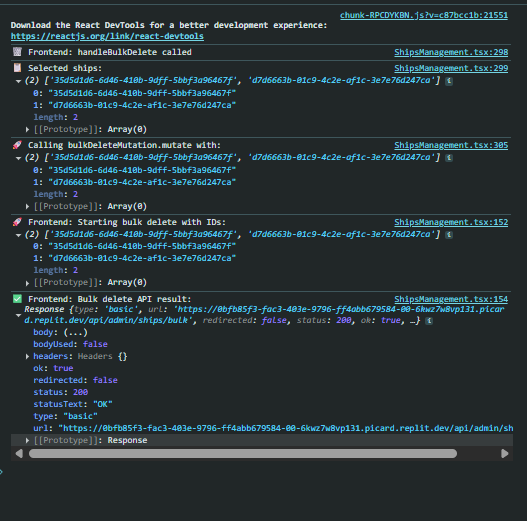 chunk-RPCDYKBN.js?v=c87bcc1b:21551
Download the React DevTools for a better development experience:
https://reactjs.org/link/react-devtools
🗑️ Frontend: handleBulkDelete called ShipsManagement.tsx:298
📋 Selected ships: ShipsManagement.tsx:299
(2) ['35d5d1d6-6d46-410b-9dff-5bbf3a96467f', 'd7d6663b-01c9-4c2e-af1c-3e7e76d247ca'] i
0: "35d5d1d6-6d46-410b-9dff-5bbf3a96467f"
1: "d7d6663b-01c9-4c2e-af1c-3e7e76d247ca"
length: 2
[[Prototype]]: Array(0)
🚀 Calling bulkDeleteMutation.mutate with: ShipsManagement.tsx:305
(2) ['35d5d1d6-6d46-410b-9dff-5bbf3a96467f', 'd7d6663b-01c9-4c2e-af1c-3e7e76d247ca'] i
0: "35d5d1d6-6d46-410b-9dff-5bbf3a96467f"
1: "d7d6663b-01c9-4c2e-af1c-3e7e76d247ca"
length: 2
[[Prototype]]: Array(0)
🚀 Frontend: Starting bulk delete with IDs: ShipsManagement.tsx:152
(2) ['35d5d1d6-6d46-410b-9dff-5bbf3a96467f', 'd7d6663b-01c9-4c2e-af1c-3e7e76d247ca'] i
0: "35d5d1d6-6d46-410b-9dff-5bbf3a96467f"
1: "d7d6663b-01c9-4c2e-af1c-3e7e76d247ca"
length: 2
[[Prototype]]: Array(0)
✅ Frontend: Bulk delete API result: ShipsManagement.tsx:154
Response {type: 'basic', url: 'https://0bfb85f3-fac3-403e-9796-ff4abb679584-00-6kwz7w8vp131.picar
d.replit.dev/api/admin/ships/bulk', redirected: false, status: 200, ok: true, …} i
body: (...)
bodyUsed: false
headers: Headers {}
ok: true
redirected: false
status: 200
statusText: "OK"
type: "basic"
url: "https://0bfb85f3-fac3-403e-9796-ff4abb679584-00-6kwz7w8vp131.picard.replit.dev/api/admin/sh
[[Prototype]]: Response